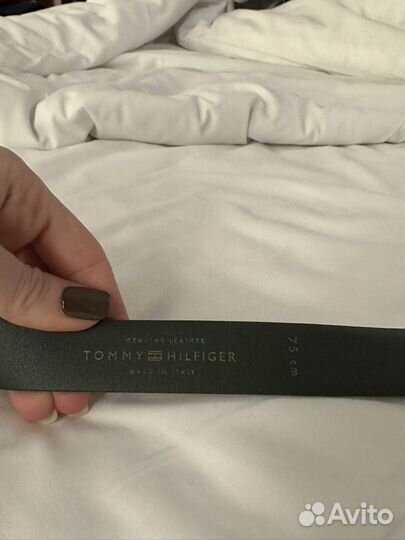 GENUINE LEATHER
TOMMY HILFIGER
MADE IN ITALY
75 cm
Avito